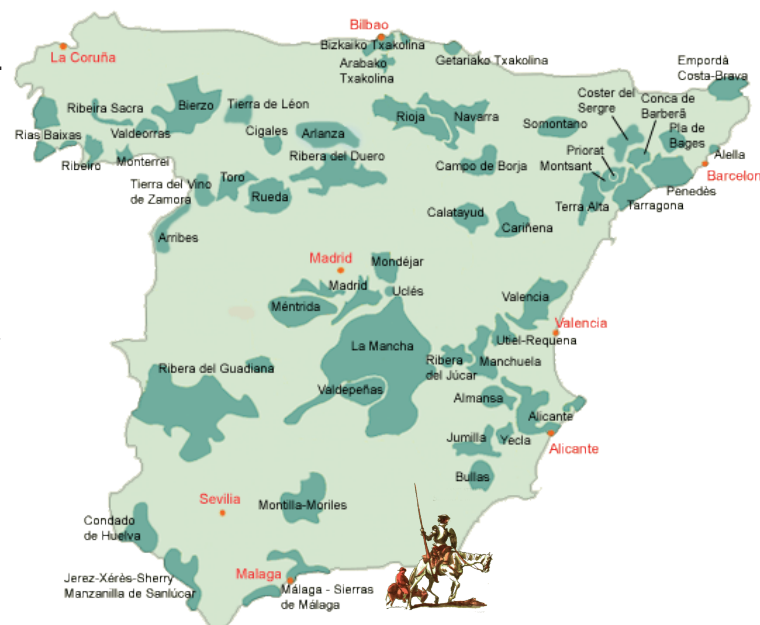 Bilbao
La Coruña
Bizkaiko Txakolina
Getariako Txakolina
Arabako
Txakolina
Empordà
Costa-Brava
Ribeira Sacra
Bierzo
Tierra de Léon
Rioja
Navarra
Somontano
Coster del
Sergre
Conca de
Barberã
Pla de
Bages
Rias Baixas
Valdeorras
Cigales
Arlanza
Ribeiro
Monterrei
Ribera del Duero
Campo de Borja
Priorat
Montsant
Alella
Barcelon
Penedès
Tierra del Vino
de Zamora
Toro
Rueda
Calatayud
Cariñena
Terra Alta
Tarragona
Arribes
Madrid
Mondéjar
Madrid
Uclés
Méntrida
Valencia
Valencia
Utiel-Requena
La Mancha
Ribera
del Júcar
Manchuela
Ribera del Guadiana
Valdepeñas
Almansa
Alicante
Jumilla
Yecla
Alicante
Bullas
Sevilla
Montilla-Moriles
Condado
de Huelva
Jerez-Xérès-Sherry
Manzanilla de Sanlúcar
Malaga
Málaga - Sierras
de Málaga